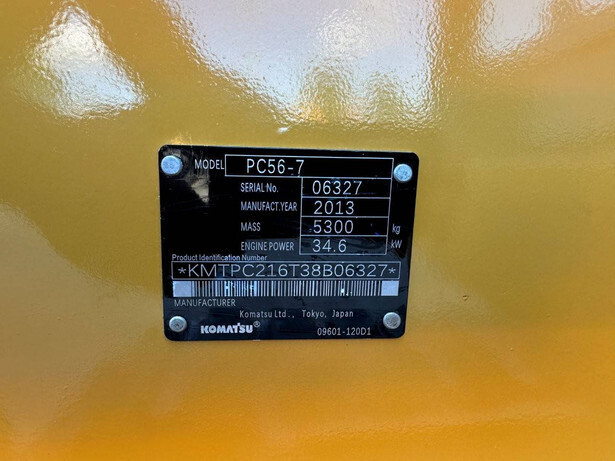 MODEL PC56-7
SERIAL No. 06327
MANUFACT.YEAR 2013
MASS 5300 kg
ENGINE POWER 34.6 kW
Product Identification Number
*KMTPC216T38B06327*
MANUFACTURER
Komatsu Ltd., Tokyo, Japan
KOMATSU® 09601-120D1